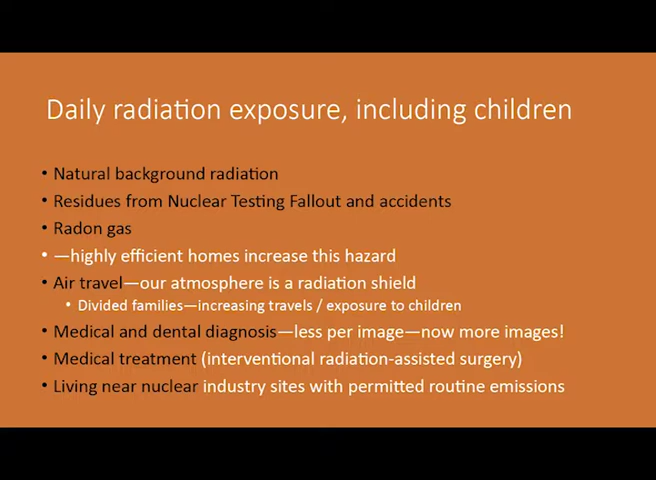 Daily radiation exposure, including children
• Natural background radiation
• Residues from Nuclear Testing Fallout and accidents
• Radon gas
• —highly efficient homes increase this hazard
• Air travel—our atmosphere is a radiation shield
• Divided families—increasing travels / exposure to children
• Medical and dental diagnosis—less per image—now more images!
• Medical treatment (interventional radiation-assisted surgery)
• Living near nuclear industry sites with permitted routine emissions